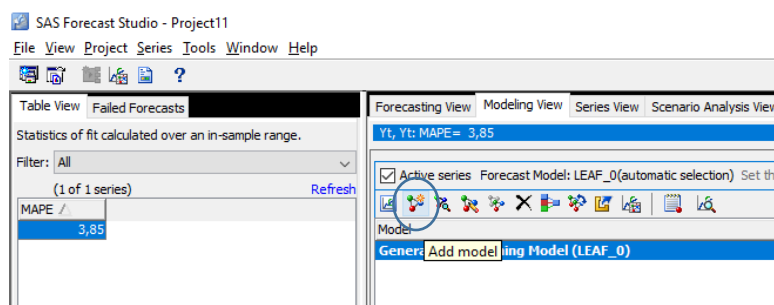 SAS Forecast Studio - Project11
File View Project Series Tools Window Help
?
Table View Failed Forecasts
Statistics of fit calculated over an in-sample range.
Filter: All
(1 of 1 series) Refresh
MAPE
3,85
Forecasting View Modeling View Series View Scenario Analysis View
Yt, Yt: MAPE= 3,85
Active series Forecast Model: LEAF_0(automatic selection) Set th
Model
Add model
Genera ing Model (LEAF_0)